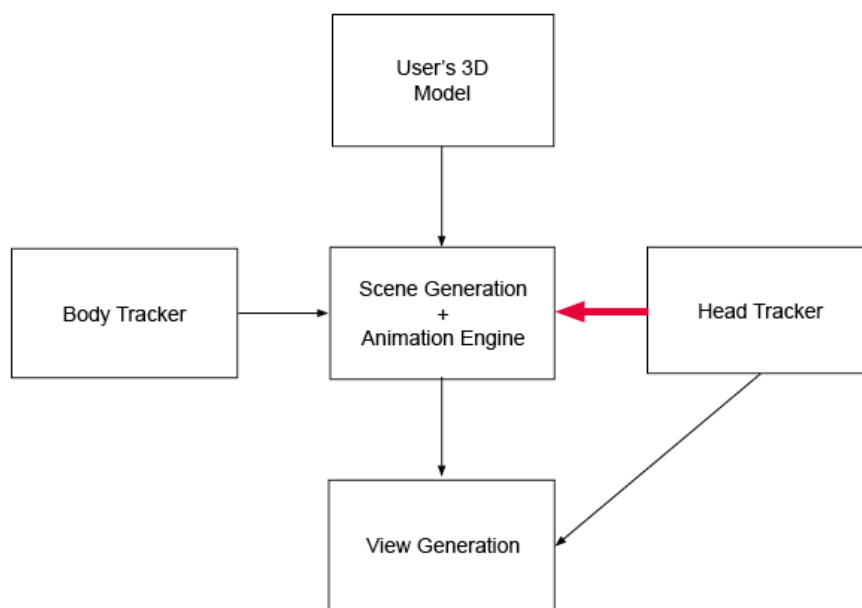 User’s 3D
Model
Body Tracker
Scene Generation
+
Animation Engine
Head Tracker
View Generation